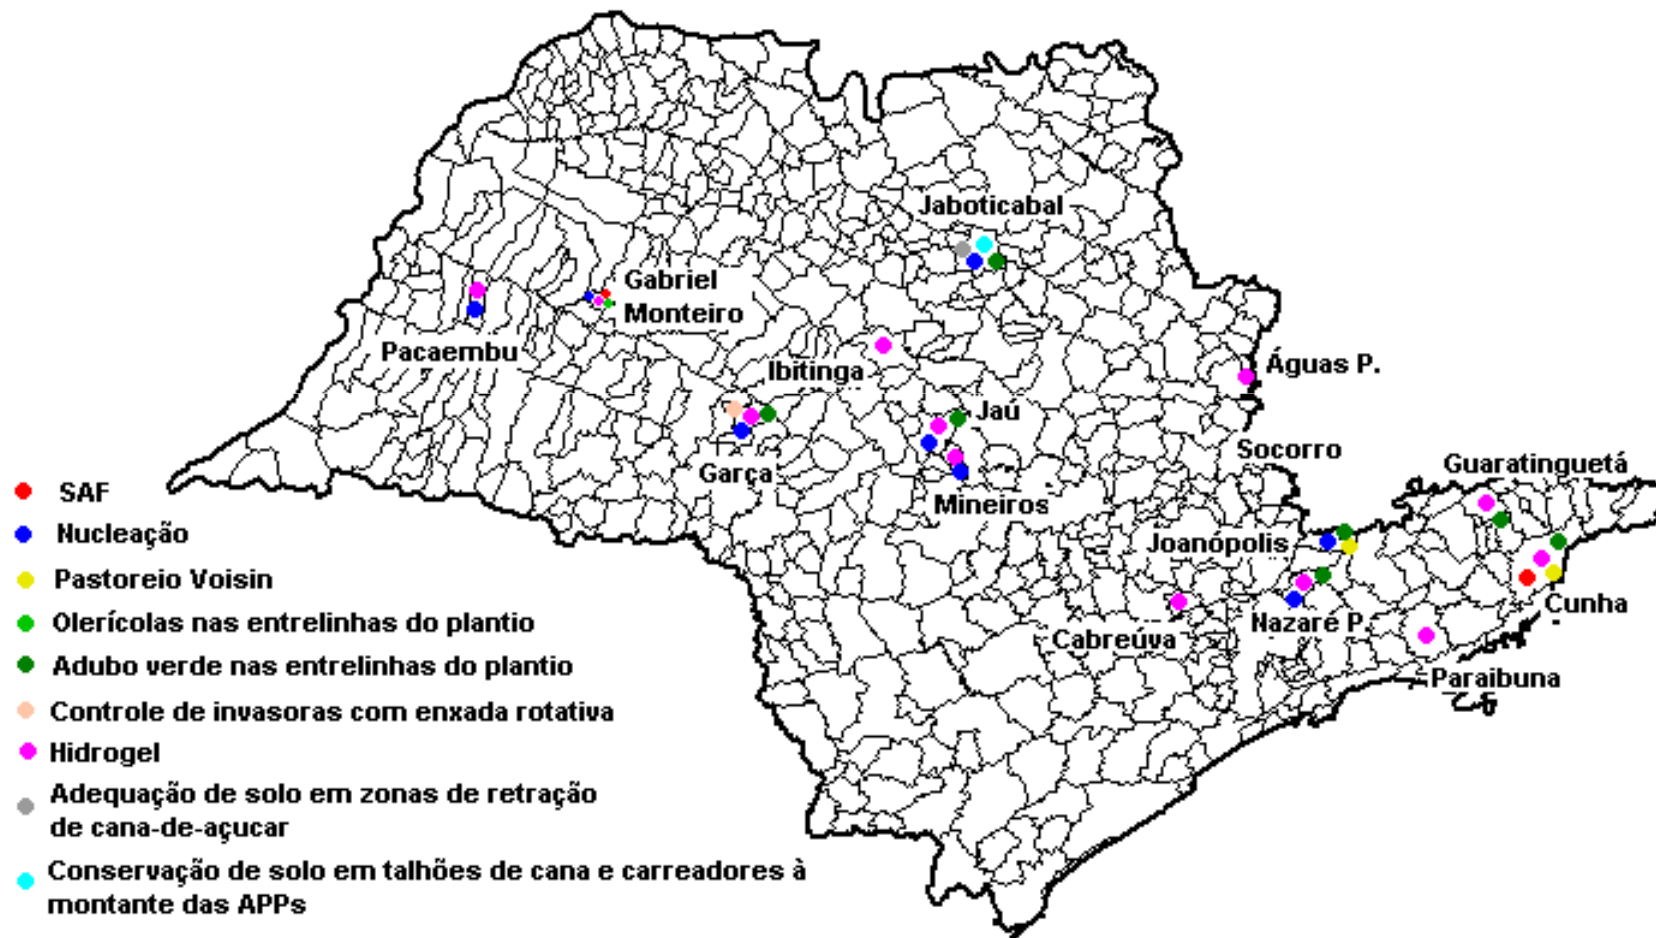 Jaboticabal
Gabriel
Monteiro
Pacaembu
Ibitinga
Águas P.
Jaú
Garça
Socorro
Guaratinguetá
Mineiros
Joanópolis
Cunha
Nazaré P.
Cabreúva
Paraibuna
SAF
Nucleação
Pastoreio Voisin
Olerícolas nas entrelinhas do plantio
Adubo verde nas entrelinhas do plantio
Controle de invasoras com enxada rotativa
Hidrogel
Adequação de solo em zonas de retração
de cana-de-açucar
Conservação de solo em talhões de cana e carreadores à
montante das APPs